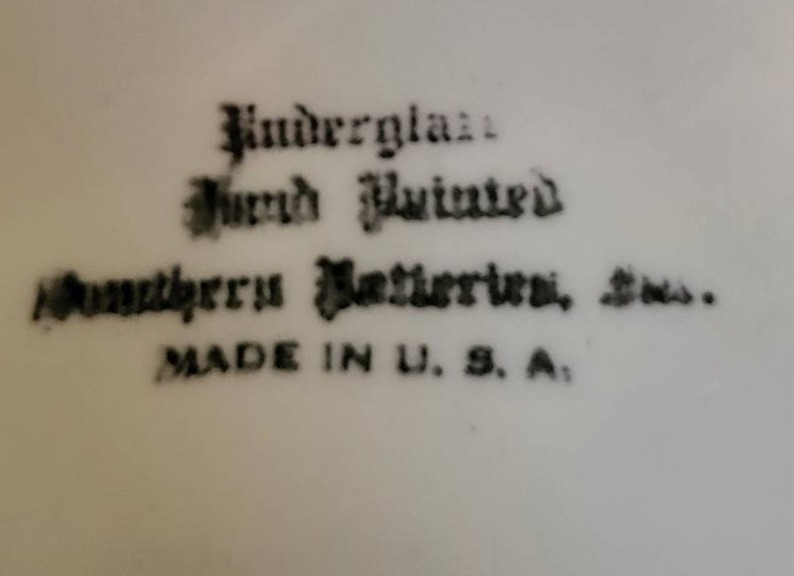 Underglaze
Hand Painted
Southern Potteries, Inc.
MADE IN U. S. A.